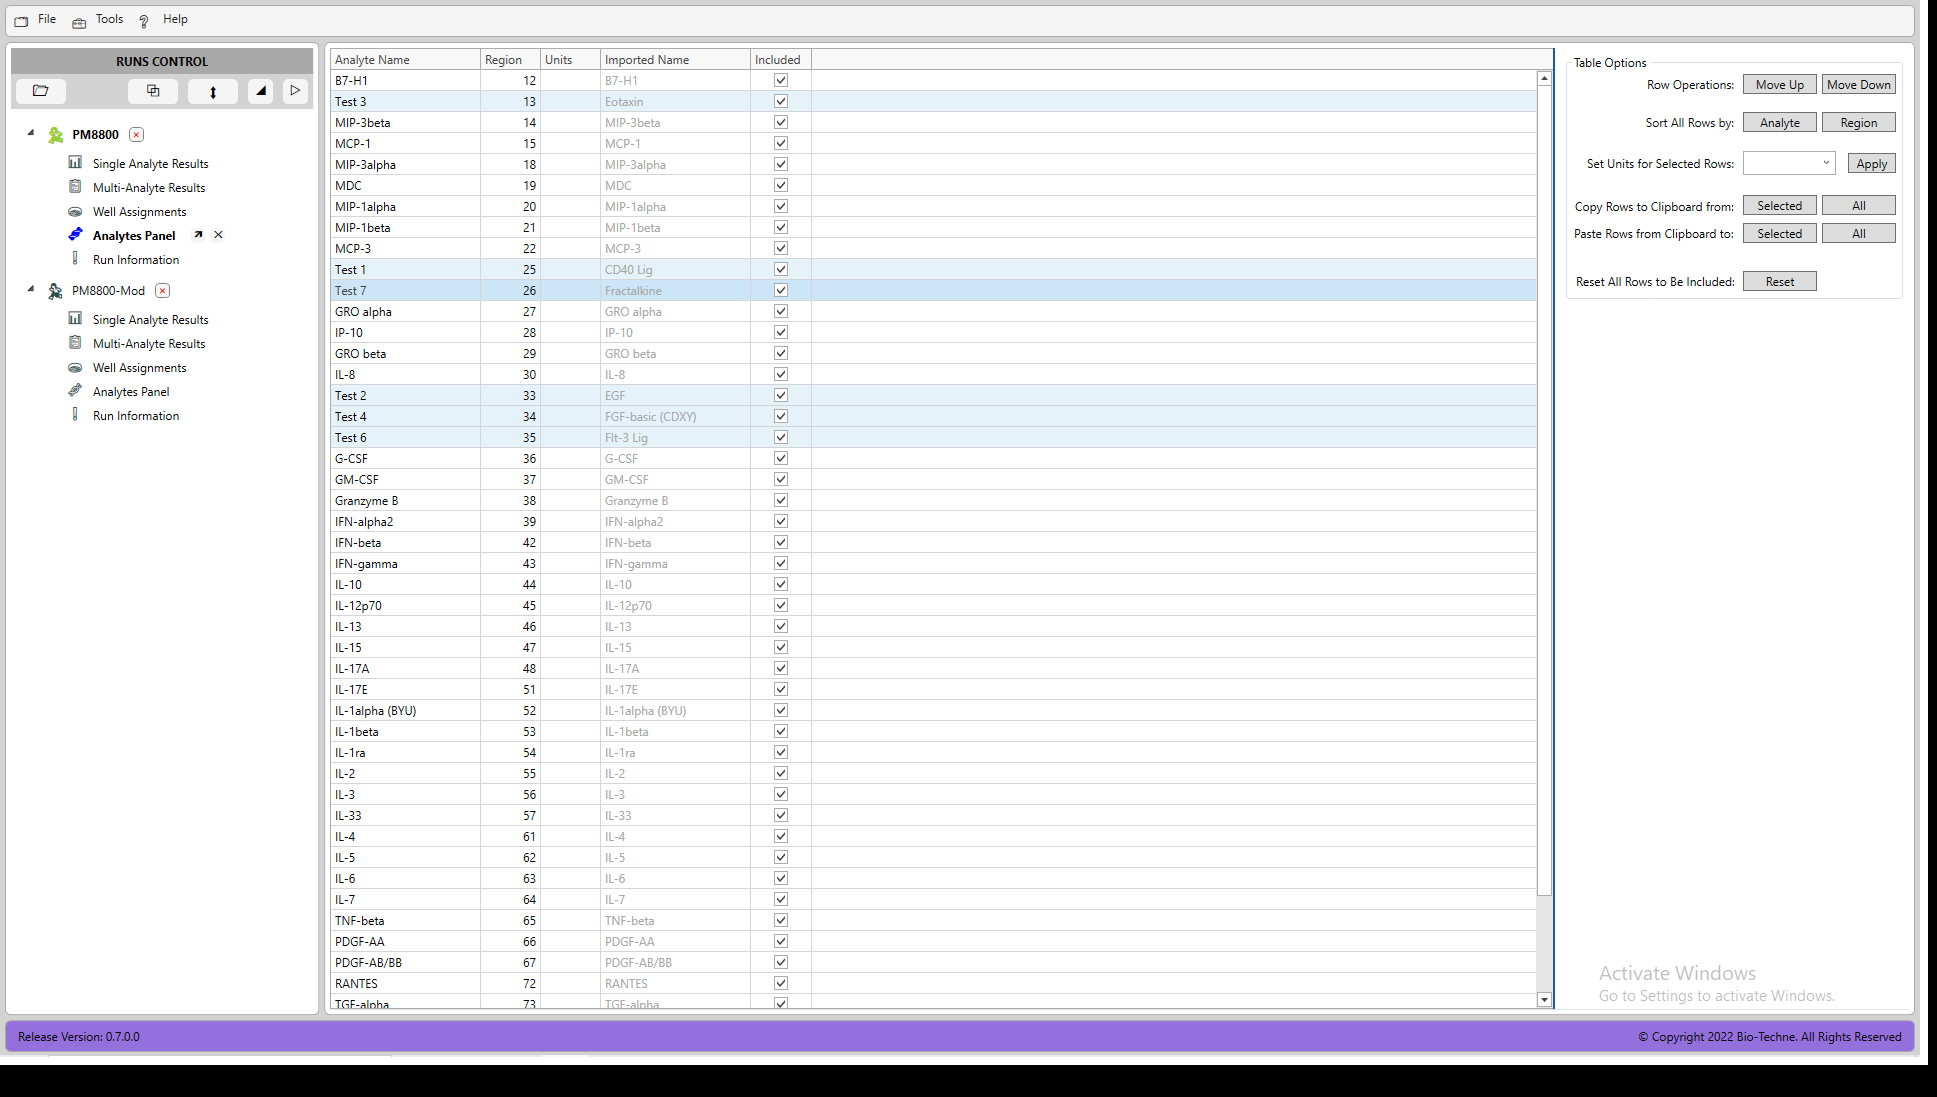 File Tools Help
RUNS CONTROL
PM8800
Single Analyte Results
Multi-Analyte Results
Well Assignments
Analytes Panel
Run Information
PM8800-Mod
Single Analyte Results
Multi-Analyte Results
Well Assignments
Analytes Panel
Run Information
Analyte Name Region Units Imported Name Included
B7-H1 12 B7-H1
Test 3 13 Eotaxin
MIP-3beta 14 MIP-3beta
MCP-1 15 MCP-1
MIP-3alpha 18 MIP-3alpha
MDC 19 MDC
MIP-1alpha 20 MIP-1alpha
MIP-1beta 21 MIP-1beta
MCP-3 22 MCP-3
Test 1 25 CD40 Lig
Test 7 26 Fractalkine
GRO alpha 27 GRO alpha
IP-10 28 IP-10
GRO beta 29 GRO beta
IL-8 30 IL-8
Test 2 33 EGF
Test 4 34 FGF-basic (CDXY)
Test 6 35 Flt-3 Lig
G-CSF 36 G-CSF
GM-CSF 37 GM-CSF
Granzyme B 38 Granzyme B
IFN-alpha2 39 IFN-alpha2
IFN-beta 42 IFN-beta
IFN-gamma 43 IFN-gamma
IL-10 44 IL-10
IL-12p70 45 IL-12p70
IL-13 46 IL-13
IL-15 47 IL-15
IL-17A 48 IL-17A
IL-17E 51 IL-17E
IL-1alpha (BYU) 52 IL-1alpha (BYU)
IL-1beta 53 IL-1beta
IL-1ra 54 IL-1ra
IL-2 55 IL-2
IL-3 56 IL-3
IL-33 57 IL-33
IL-4 61 IL-4
IL-5 62 IL-5
IL-6 63 IL-6
IL-7 64 IL-7
TNF-beta 65 TNF-beta
PDGF-AA 66 PDGF-AA
PDGF-AB/BB 67 PDGF-AB/BB
RANTES 72 RANTES
TGF-alpha 73 TGF-alpha
Table Options
Row Operations: Move Up Move Down
Sort All Rows by: Analyte Region
Set Units for Selected Rows: Apply
Copy Rows to Clipboard from: Selected All
Paste Rows from Clipboard to: Selected All
Reset All Rows to Be Included: Reset
Activate Windows
Go to Settings to activate Windows.
Release Version: 0.7.0.0
© Copyright 2022 Bio-Techne. All Rights Reserved